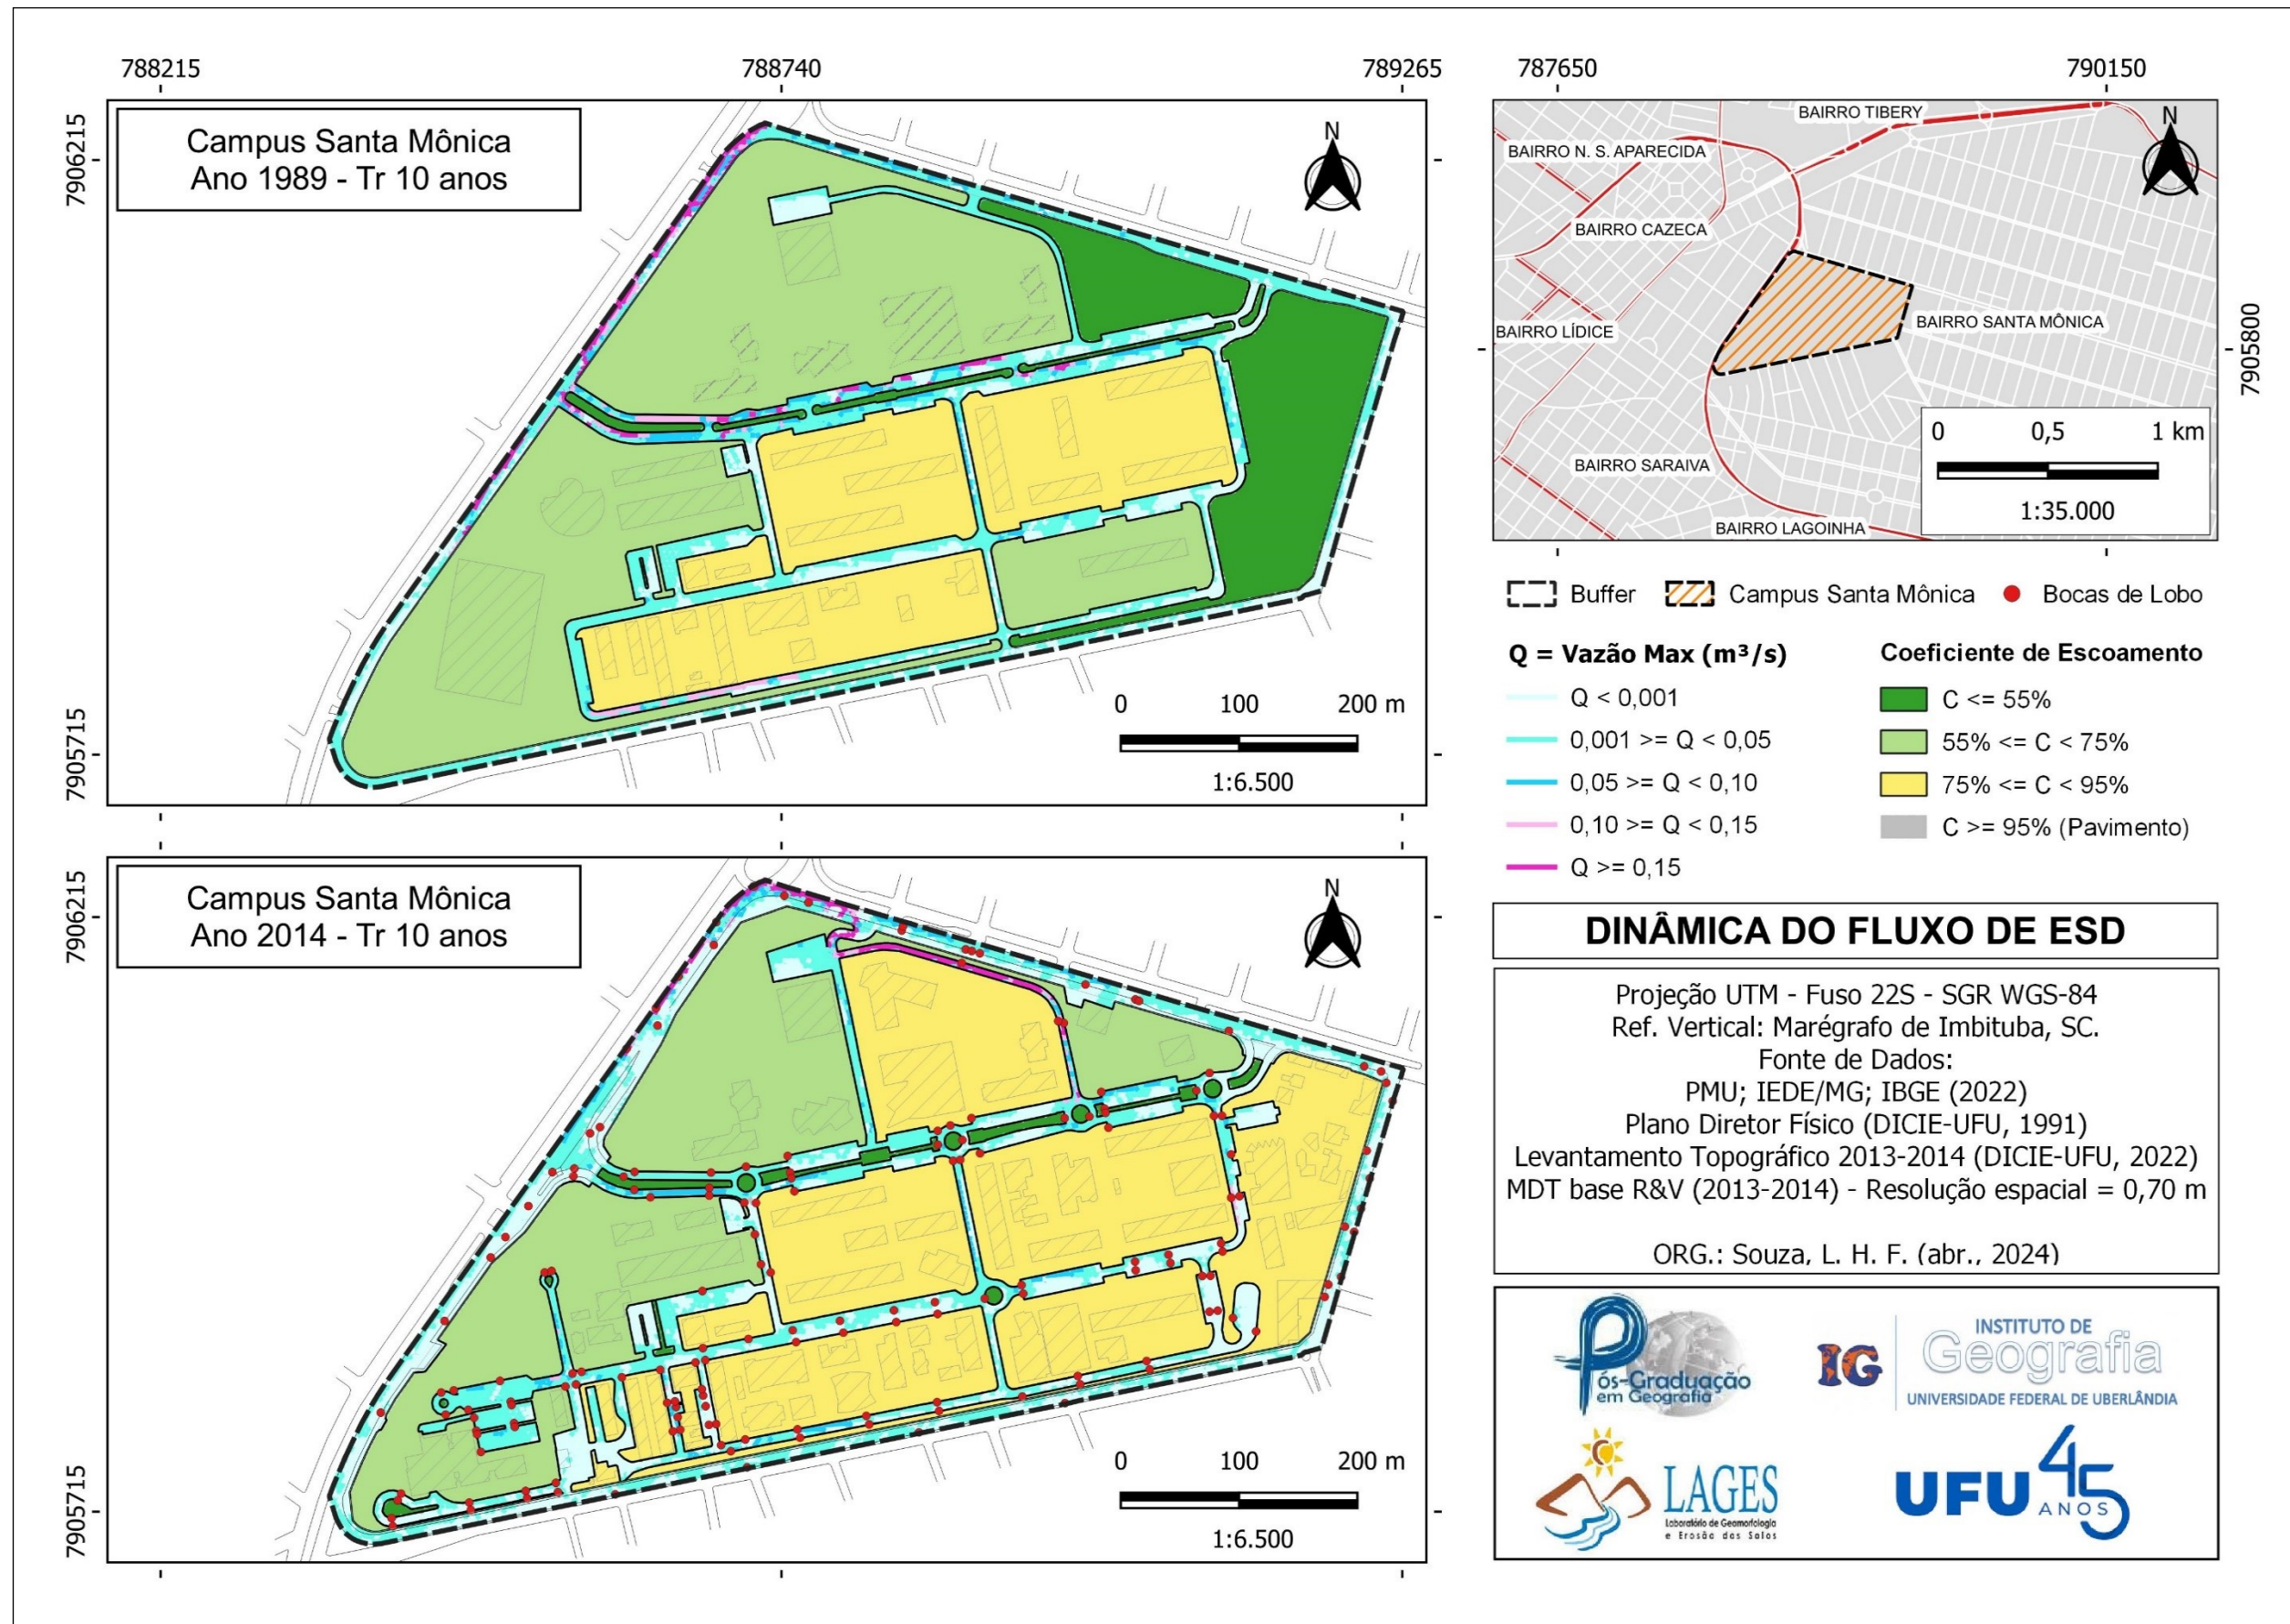 788215
788740
789265
7906215
7905715
Campus Santa Mônica
Ano 1989 - Tr 10 anos
N
0 100 200 m
1:6.500
787650
790150
7905800
BAIRRO TIBERY
BAIRRO N. S. APARECIDA
BAIRRO CAZECA
BAIRRO LÍDICE
BAIRRO SANTA MÔNICA
BAIRRO SARAIVA
BAIRRO LAGOINHA
N
0 0,5 1 km
1:35.000
Buffer Campus Santa Mônica Bocas de Lobo
Q = Vazão Max (m³/s)
Q < 0,001
0,001 >= Q < 0,05
0,05 >= Q < 0,10
0,10 >= Q < 0,15
Q >= 0,15
Coeficiente de Escoamento
C <= 55%
55% <= C < 75%
75% <= C < 95%
C >= 95% (Pavimento)
7906215
7905715
Campus Santa Mônica
Ano 2014 - Tr 10 anos
N
0 100 200 m
1:6.500
DINÂMICA DO FLUXO DE ESD
Projeção UTM - Fuso 22S - SGR WGS-84
Ref. Vertical: Marégrafo de Imbituba, SC.
Fonte de Dados:
PMU; IEDE/MG; IBGE (2022)
Plano Diretor Físico (DICIE-UFU, 1991)
Levantamento Topográfico 2013-2014 (DICIE-UFU, 2022)
MDT base R&V (2013-2014) - Resolução espacial = 0,70 m
ORG.: Souza, L. H. F. (abr., 2024)
Pós-Graduação
em Geografia
IG
INSTITUTO DE
Geografia
UNIVERSIDADE FEDERAL DE UBERLÂNDIA
LAGES
Laboratório de Geomorfologia
e Erosão dos Solos
UFU 45
ANOS